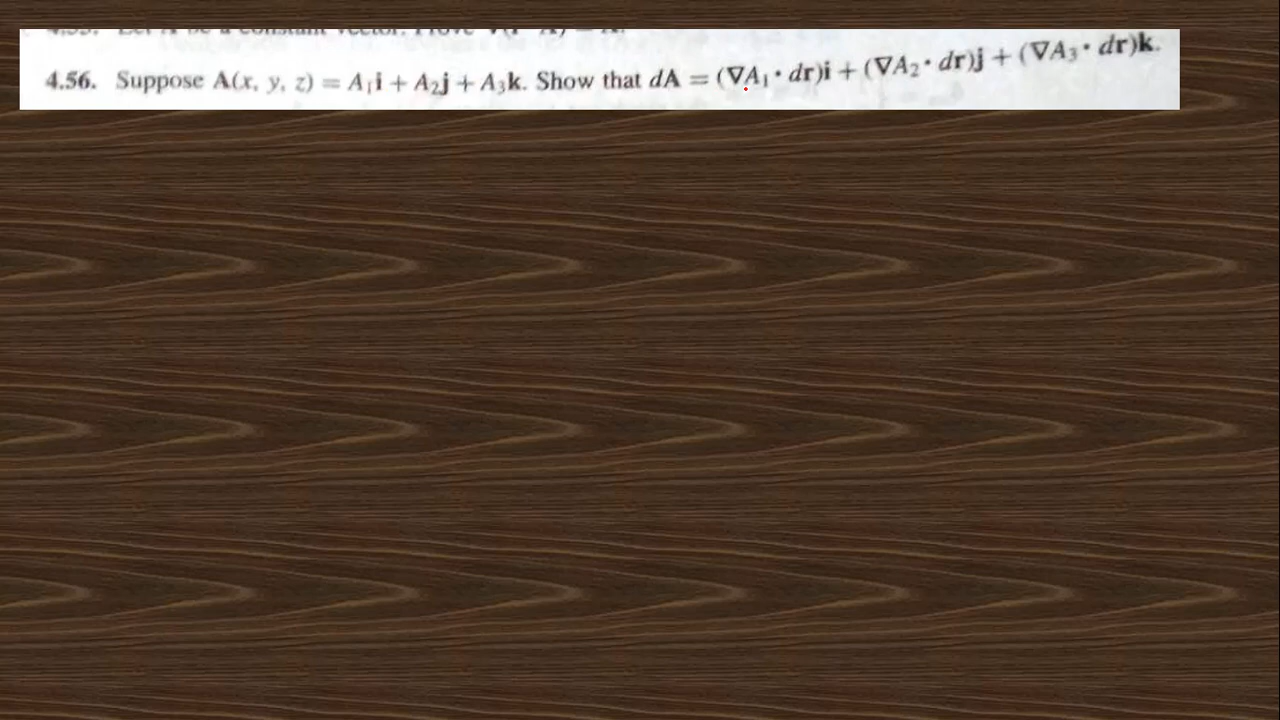 4.56. Suppose A(x, y, z) = A₁i + A₂j + A₃k. Show that dA = (∇A₁ · dr)i + (∇A₂ · dr)j + (∇A₃ · dr)k.